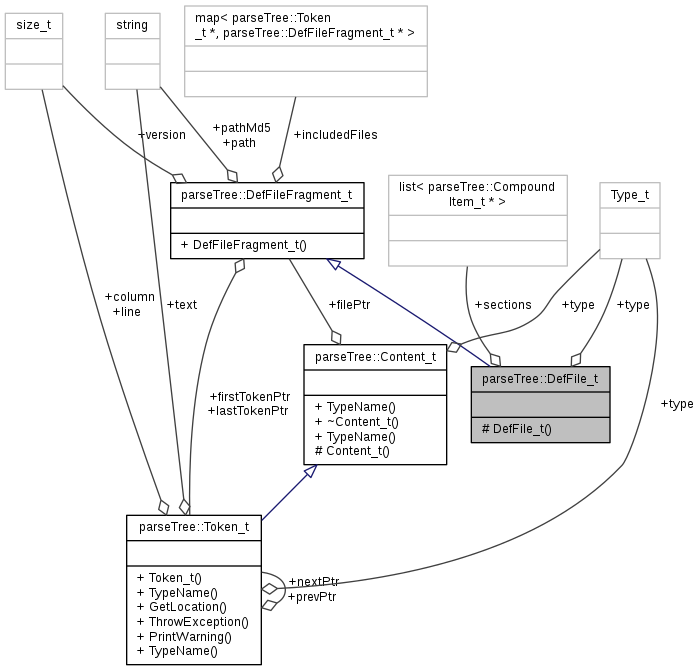 size_t
string
map< parseTree::Token
_t *, parseTree::DefFileFragment_t * >
+version
+pathMd5
+path
+includedFiles
parseTree::DefFileFragment_t
+ DefFileFragment_t()
list< parseTree::Compound
Item_t * >
Type_t
+column
+line
+text
+filePtr
+sections
+type
+type
+firstTokenPtr
+lastTokenPtr
parseTree::Content_t
+ TypeName()
+ ~Content_t()
+ TypeName()
# Content_t()
parseTree::DefFile_t
# DefFile_t()
+type
parseTree::Token_t
+ Token_t()
+ TypeName()
+ GetLocation()
+ ThrowException()
+ PrintWarning()
+ TypeName()
+nextPtr
+prevPtr